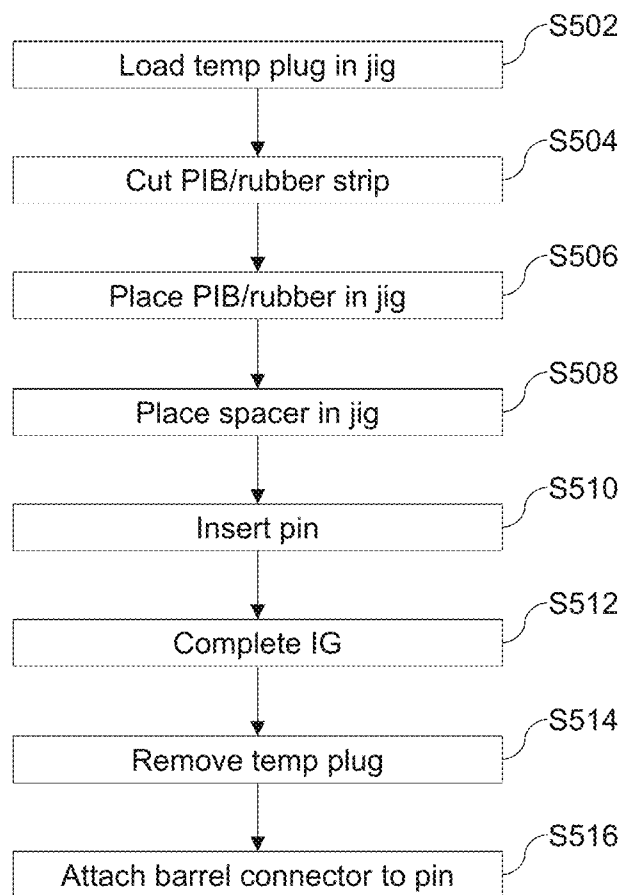 S502
Load temp plug in jig
S504
Cut PIB/rubber strip
S506
Place PIB/rubber in jig
S508
Place spacer in jig
S510
Insert pin
S512
Complete IG
S514
Remove temp plug
S516
Attach barrel connector to pin